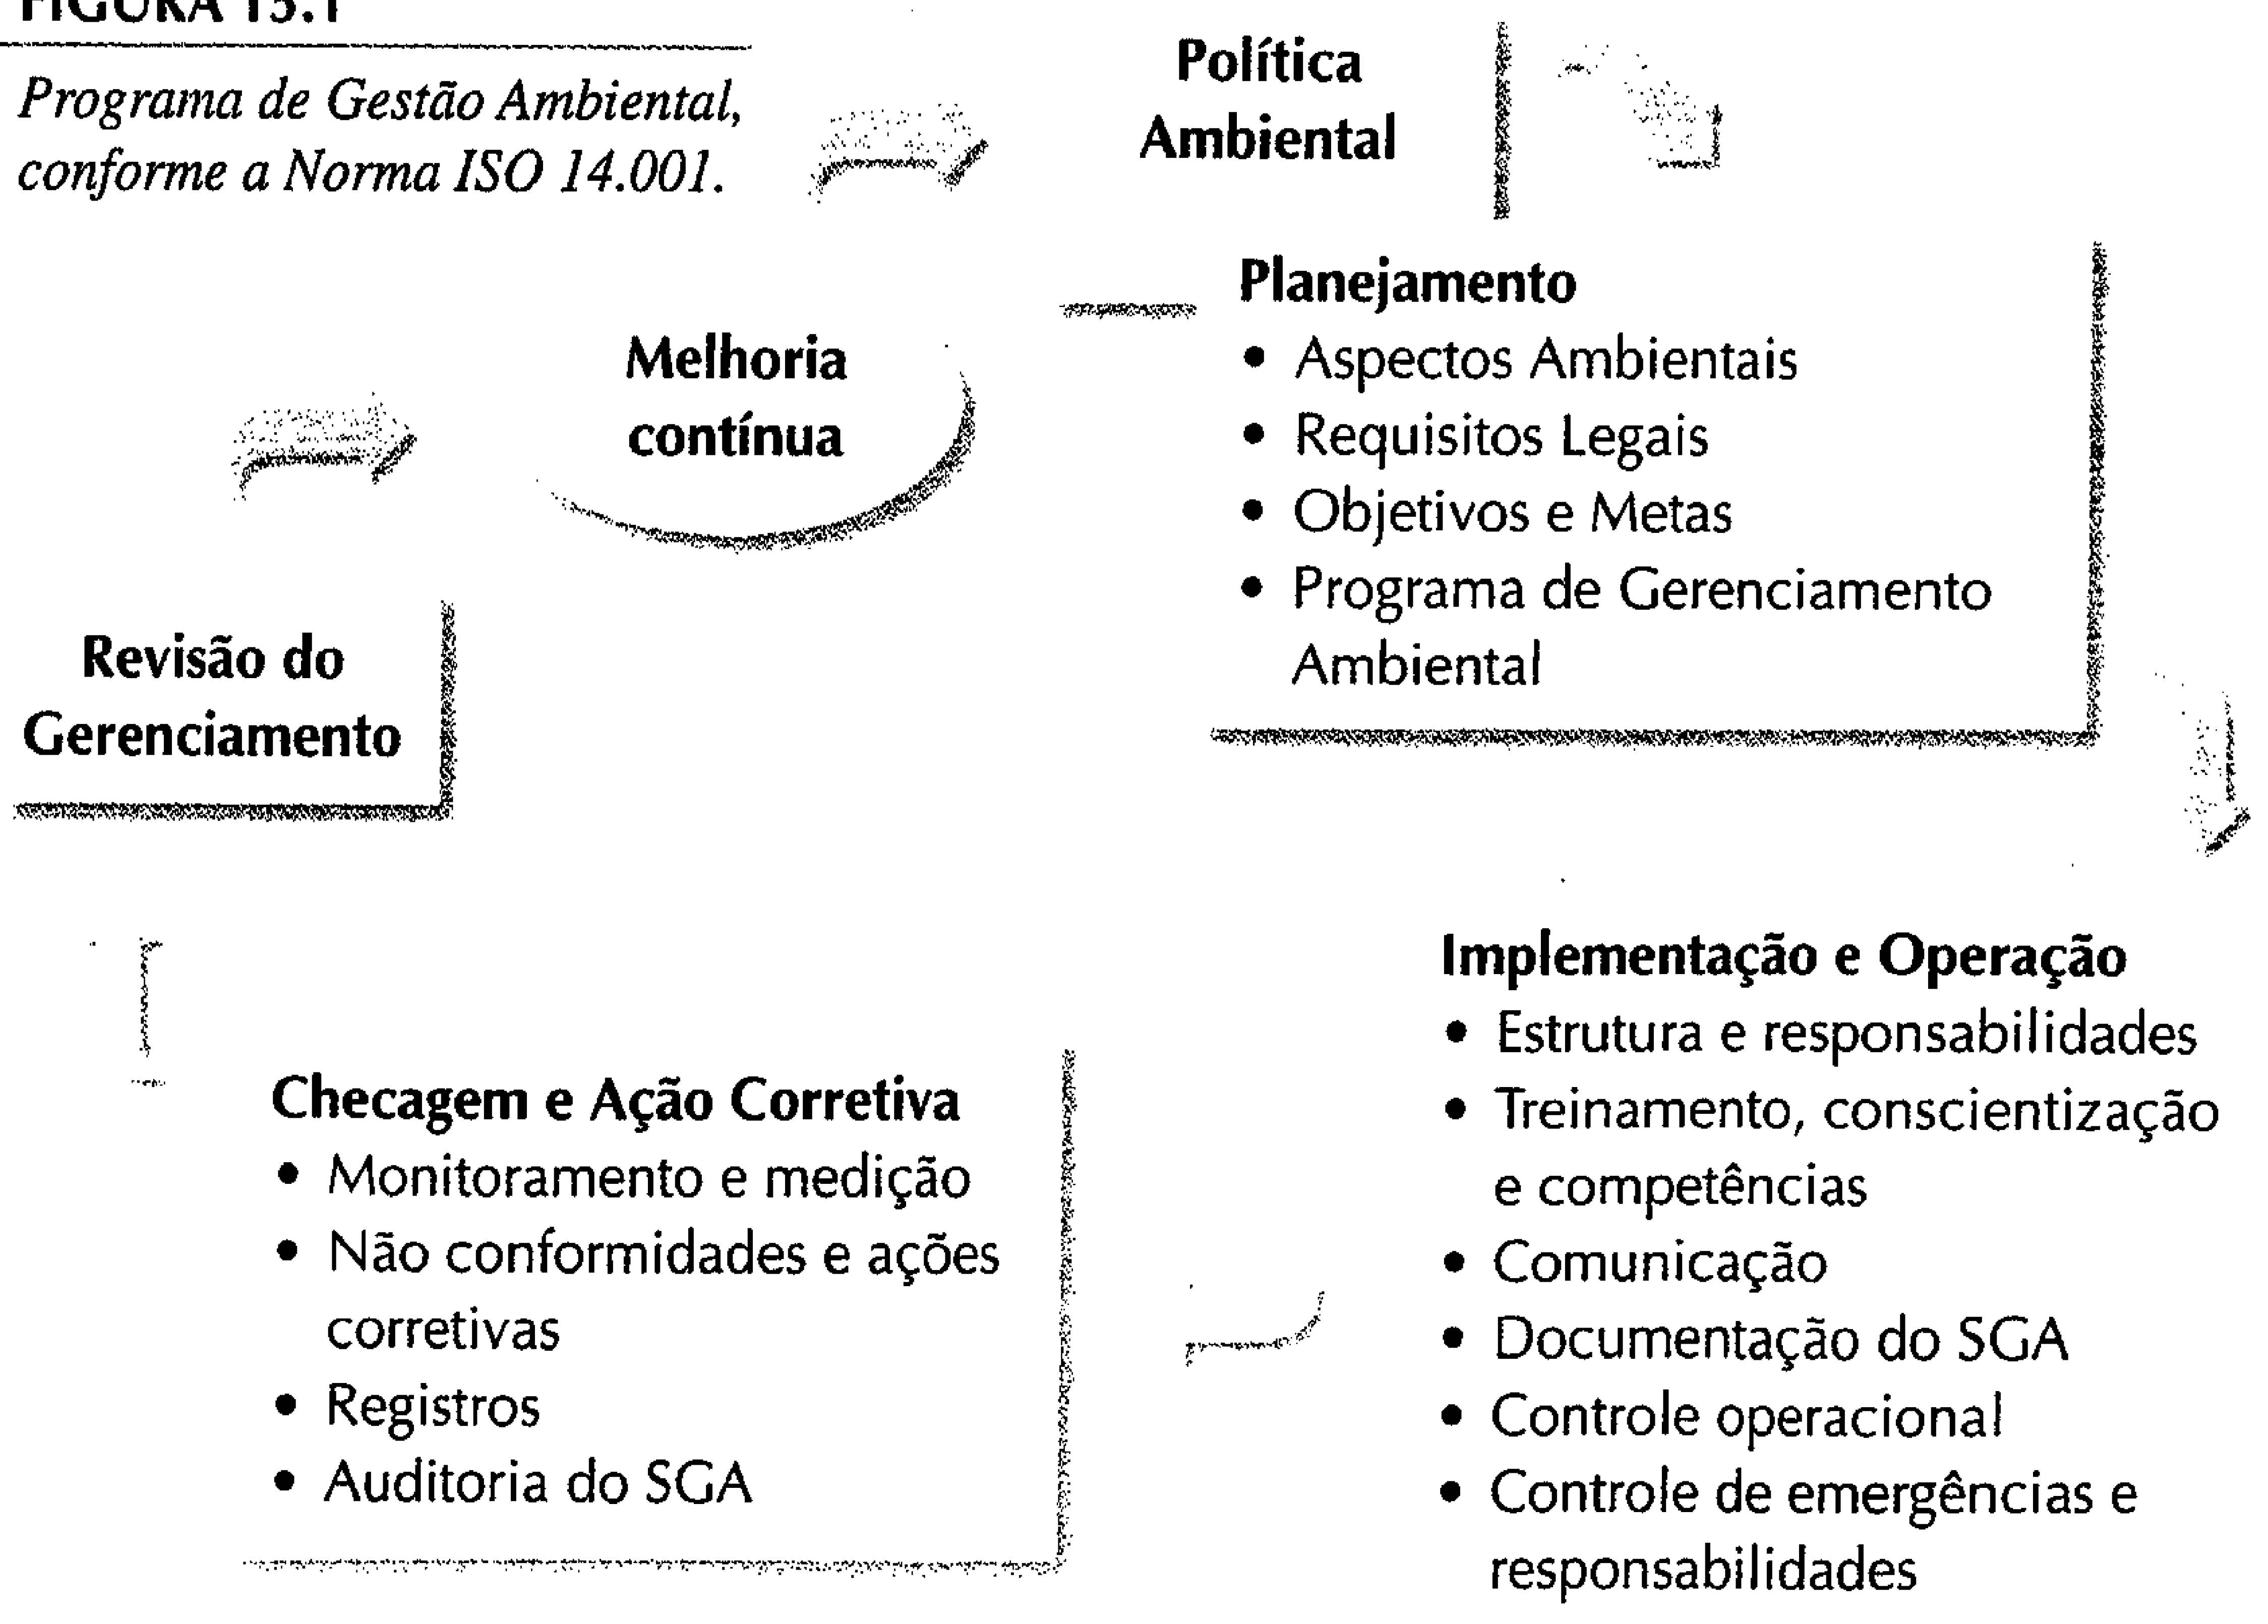 FIGURA 15.1
Programa de Gestão Ambiental,
conforme a Norma ISO 14.001.
Política
Ambiental
Melhoria
contínua
Planejamento
• Aspectos Ambientais
• Requisitos Legais
• Objetivos e Metas
• Programa de Gerenciamento
Ambiental
Revisão do
Gerenciamento
Implementação e Operação
• Estrutura e responsabilidades
• Treinamento, conscientização
e competências
• Comunicação
• Documentação do SGA
• Controle operacional
• Controle de emergências e
responsabilidades
Checagem e Ação Corretiva
• Monitoramento e medição
• Não conformidades e ações
corretivas
• Registros
• Auditoria do SGA